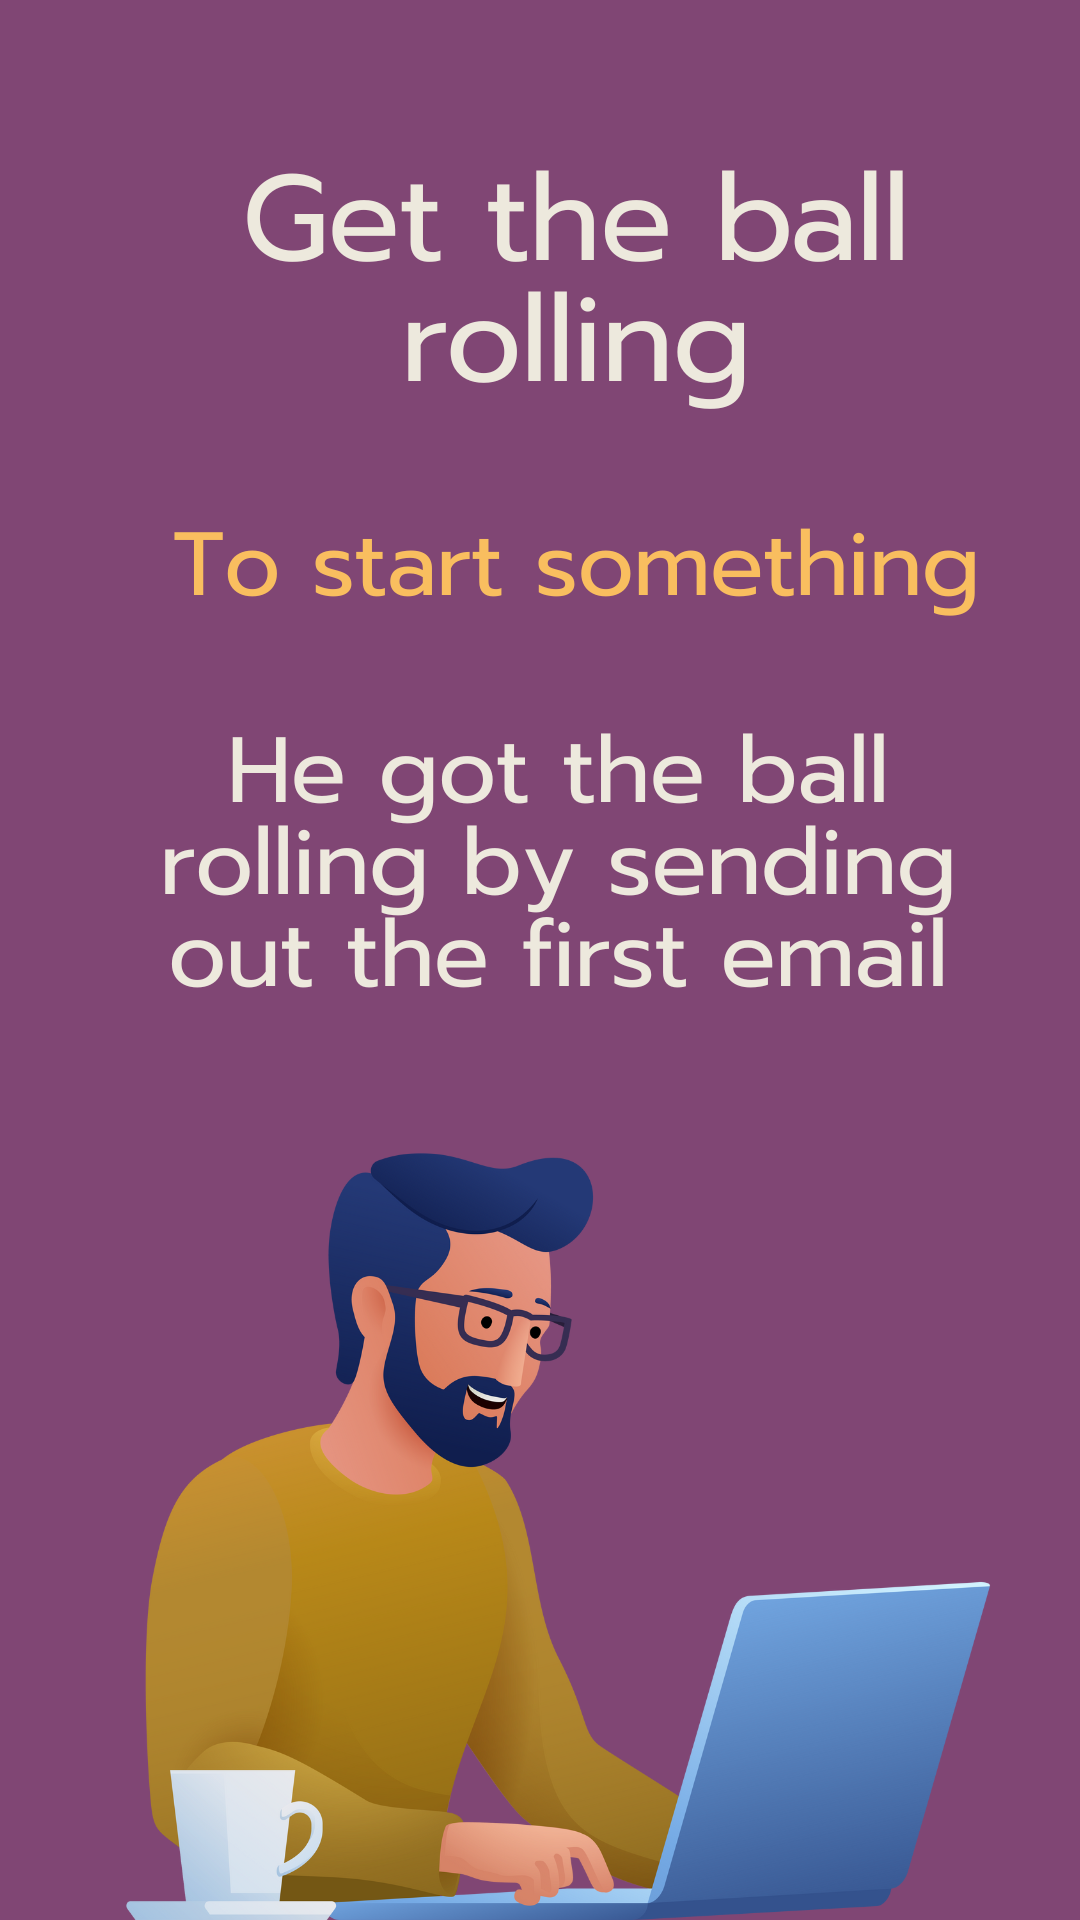 Get the ball
rolling
To start something
He got the ball
rolling by sending
out the first email